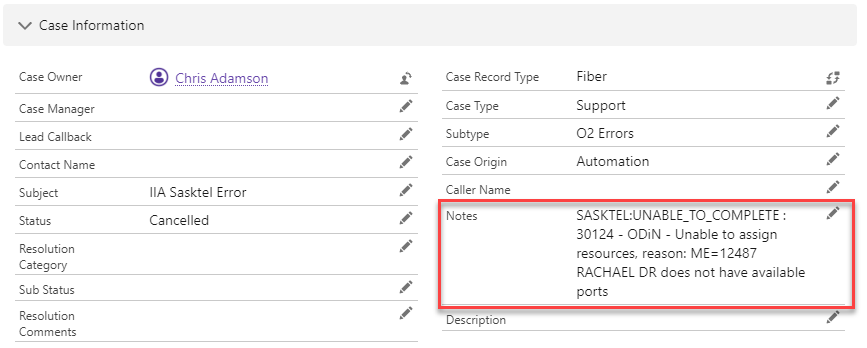 Case Information
Case Owner
Chris Adamson
Case Manager
Lead Callback
Contact Name
Subject
IIA Sasktel Error
Status
Cancelled
Resolution
Category
Sub Status
Resolution
Comments
Case Record Type
Fiber
Case Type
Support
Subtype
O2 Errors
Case Origin
Automation
Caller Name
Notes
SASKTEL:UNABLE_TO_COMPLETE :
30124 - ODiN - Unable to assign
resources, reason: ME=12487
RACHAEL DR does not have available
ports
Description